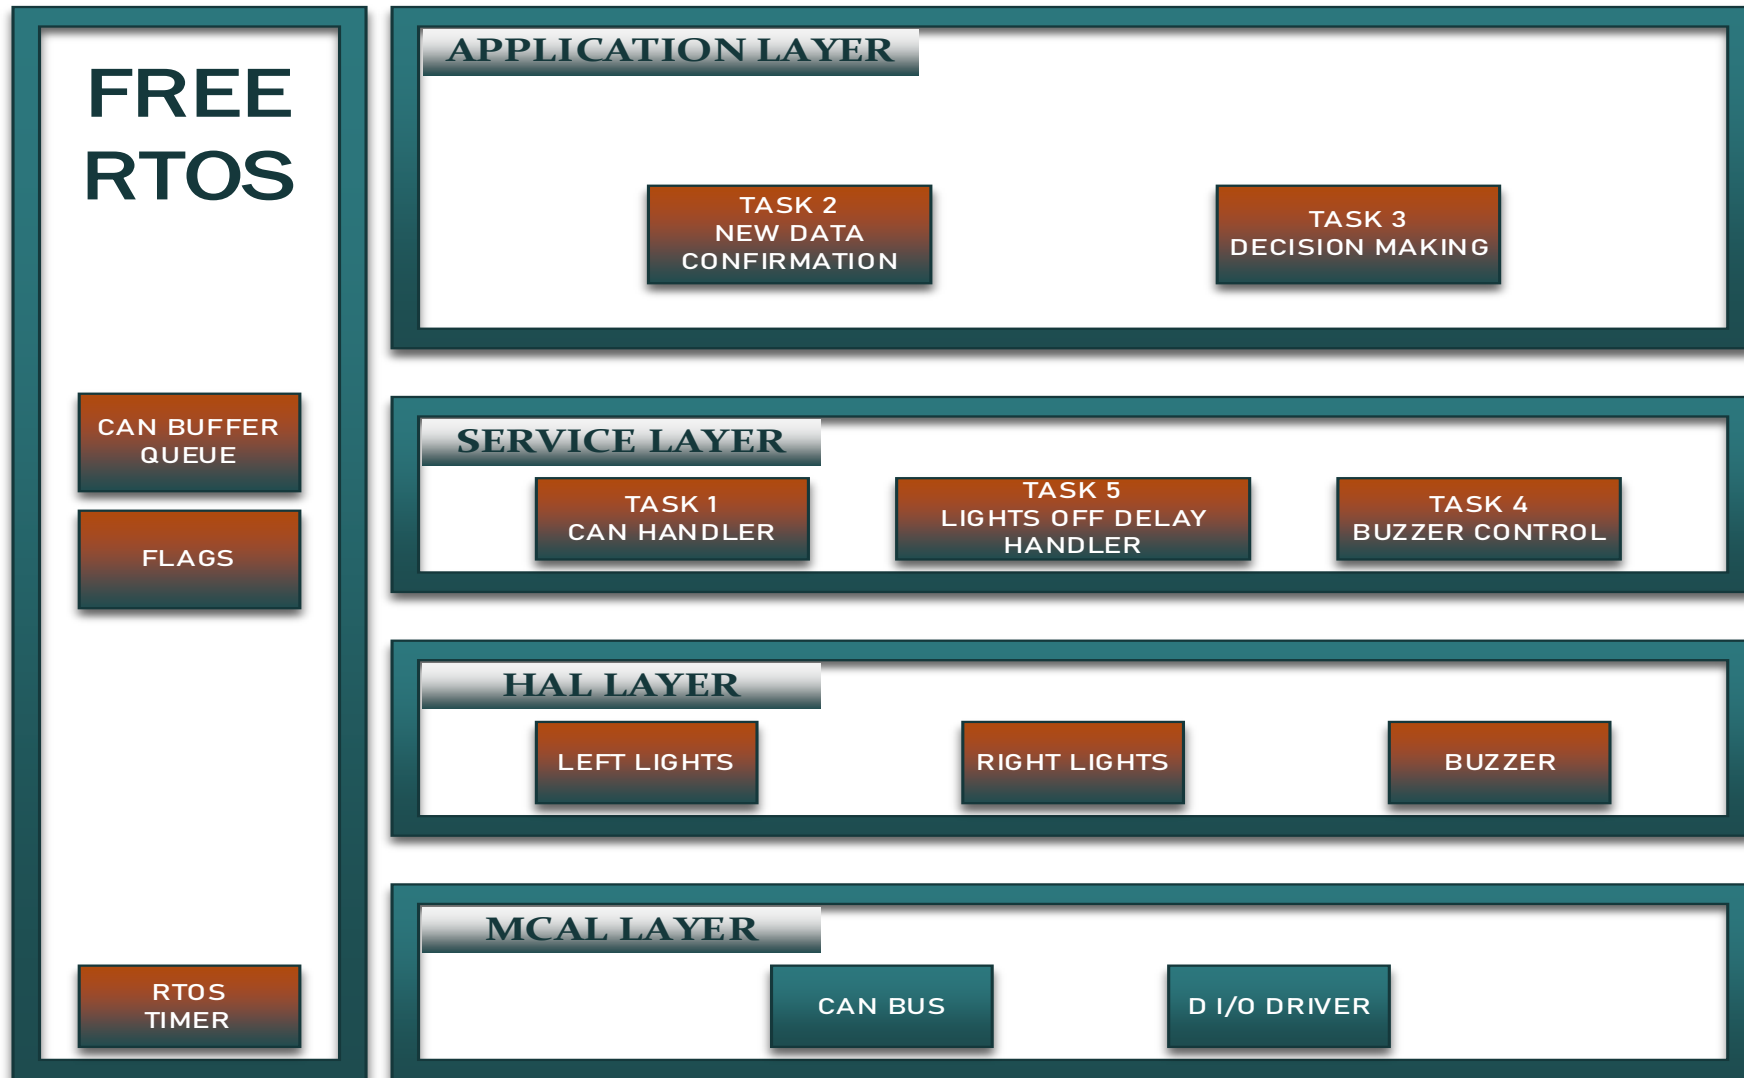 FREE
RTOS
CAN BUFFER
QUEUE
FLAGS
RTOS
TIMER
APPLICATION LAYER
TASK 2
NEW DATA
CONFIRMATION
TASK 3
DECISION MAKING
SERVICE LAYER
TASK 1
CAN HANDLER
TASK 5
LIGHTS OFF DELAY
HANDLER
TASK 4
BUZZER CONTROL
HAL LAYER
LEFT LIGHTS
RIGHT LIGHTS
BUZZER
MCAL LAYER
CAN BUS
D I/O DRIVER